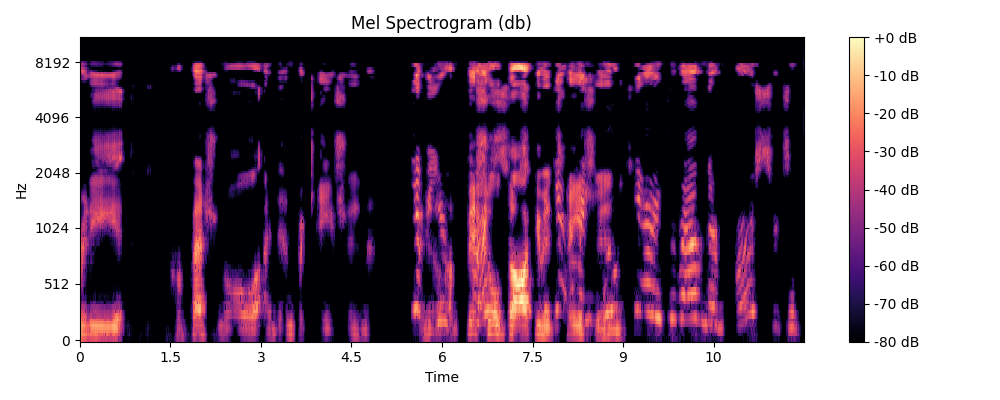 Mel Spectrogram (db)
Hz
8192
4096
2048
1024
512
0
0 1.5 3 4.5 6 7.5 9 10
Time
+0 dB
-10 dB
-20 dB
-30 dB
-40 dB
-50 dB
-60 dB
-70 dB
-80 dB